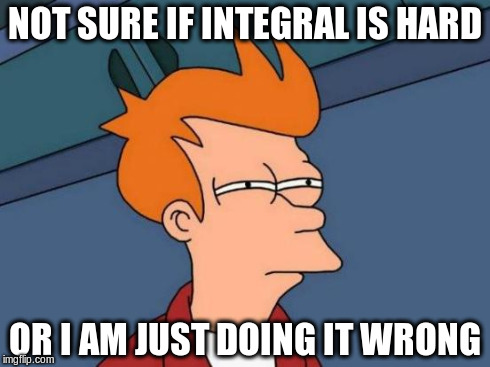 NOT SURE IF INTEGRAL IS HARD
OR I AM JUST DOING IT WRONG
imgflip.com